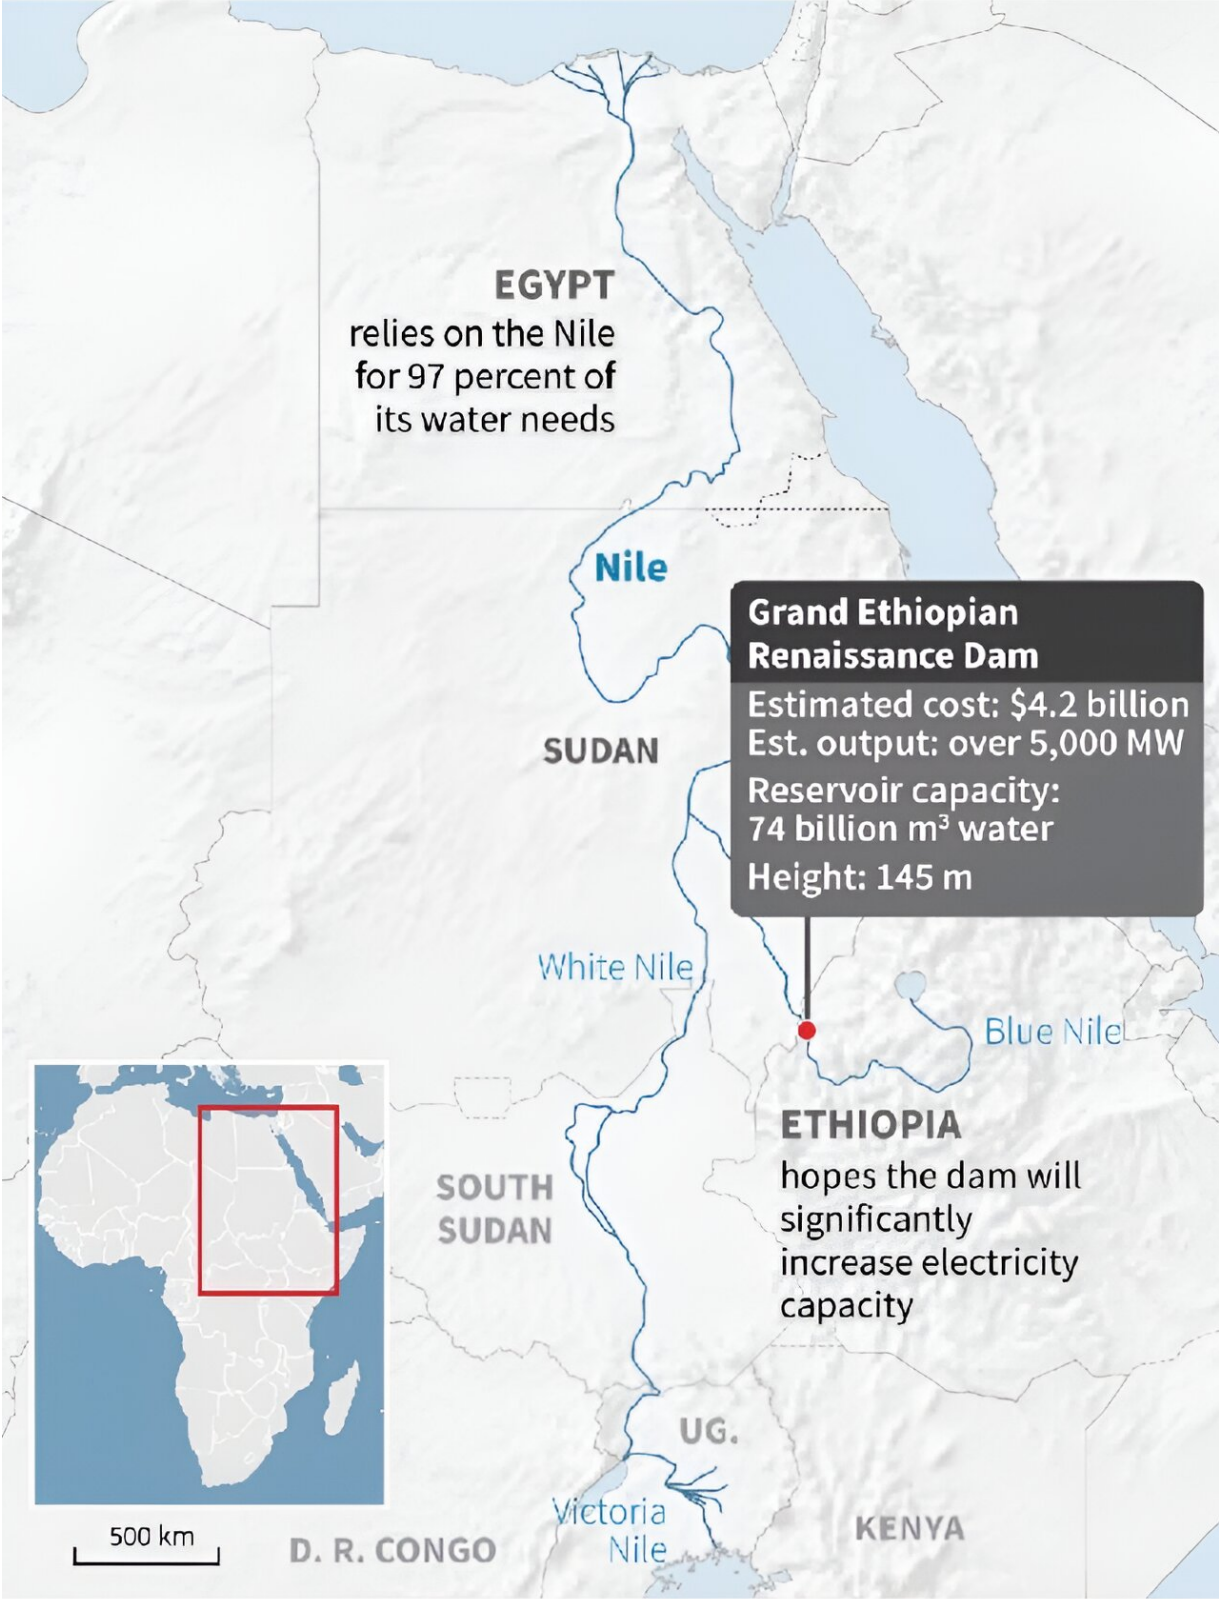 EGYPT
relies on the Nile
for 97 percent of
its water needs
Nile
Grand Ethiopian
Renaissance Dam
Estimated cost: $4.2 billion
Est. output: over 5,000 MW
Reservoir capacity:
74 billion m³ water
Height: 145 m
SUDAN
White Nile
Blue Nile
ETHIOPIA
hopes the dam will
significantly
increase electricity
capacity
SOUTH
SUDAN
UG.
Victoria
Nile
KENYA
D. R. CONGO
500 km